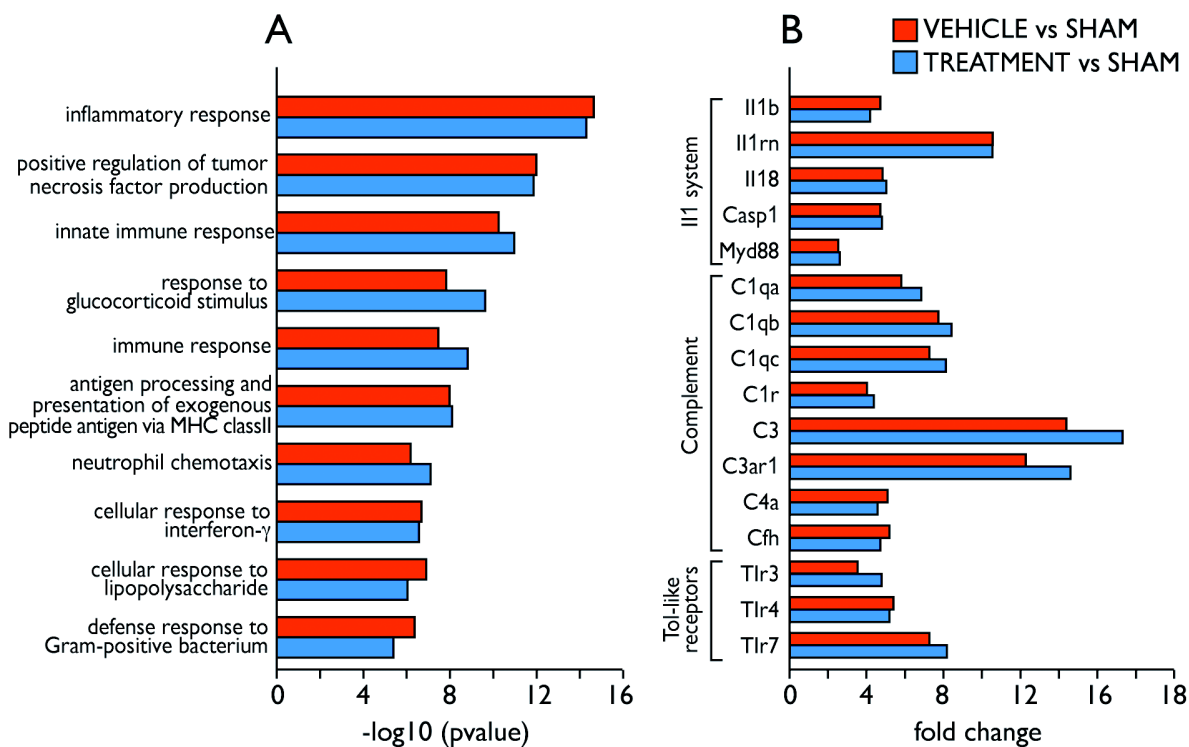 A
inflammatory response
positive regulation of tumor
necrosis factor production
innate immune response
response to
glucocorticoid stimulus
immune response
antigen processing and
presentation of exogenous
peptide antigen via MHC classII
neutrophil chemotaxis
cellular response to
interferon-γ
cellular response to
lipopolysaccharide
defense response to
Gram-positive bacterium
0 4 8 12 16
-log10 (pvalue)
B
VEHICLE vs SHAM
TREATMENT vs SHAM
Il1 system
Il1b
Il1rn
Il18
Casp1
Myd88
Complement
C1qa
C1qb
C1qc
C1r
C3
C3ar1
C4a
Cfh
Tol-like
receptors
Tlr3
Tlr4
Tlr7
0 4 8 12 16 18
fold change